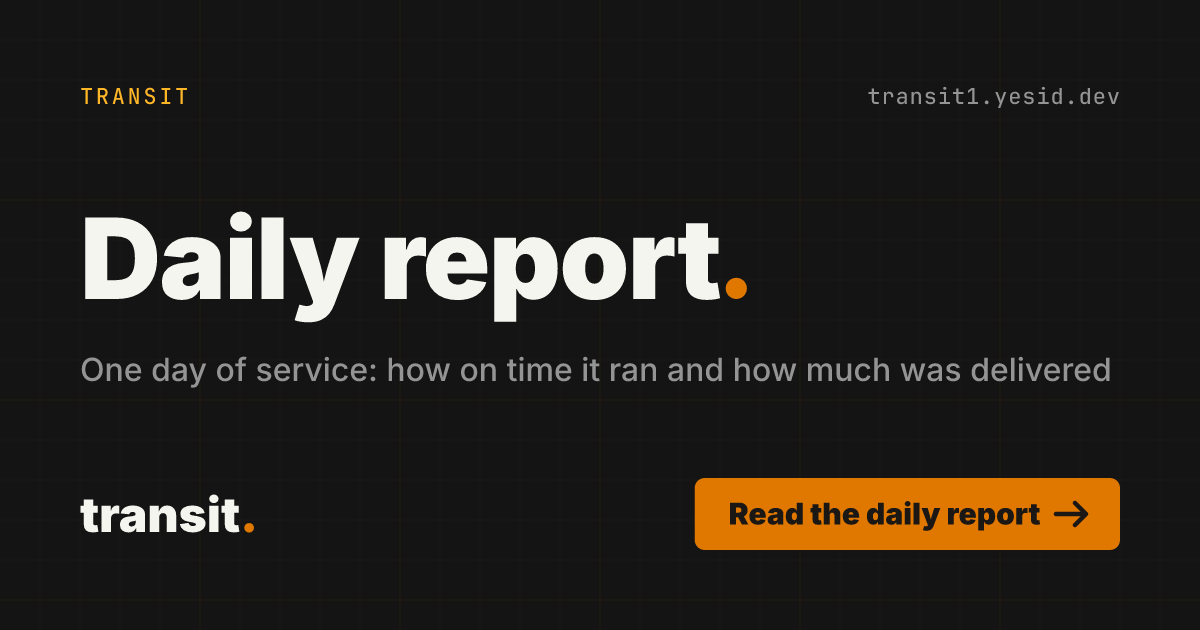 TRANSIT
transit1.yesid.dev
Daily report.
One day of service: how on time it ran and how much was delivered
transit.
Read the daily report →